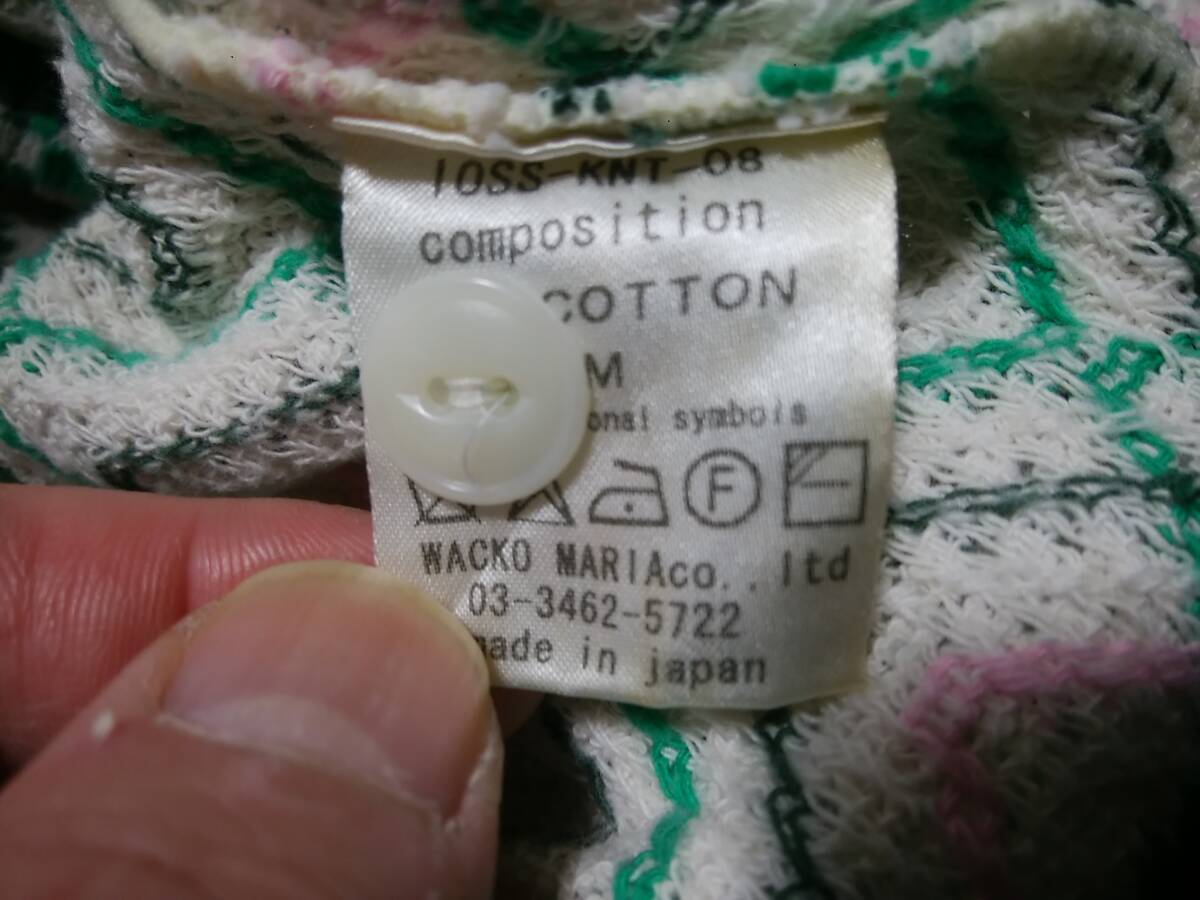 10SS-KNT-08
composition
COTTON
M
onal symbols
F
WACKO MARIAco..ltd
03-3462-5722
made in japan